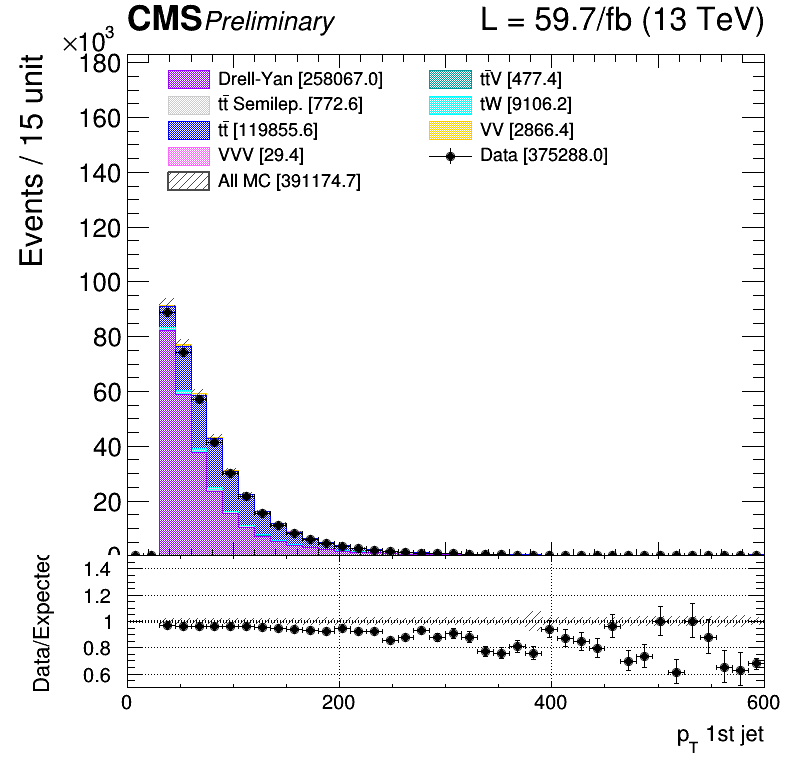 CMS Preliminary L = 59.7/fb (13 TeV)
×10³
Events / 15 unit
180
160
140
120
100
80
60
40
20
0
Drell-Yan [258067.0]
tt̄ Semilep. [772.6]
tt̄ [119855.6]
VVV [29.4]
All MC [391174.7]
tt̄V [477.4]
tW [9106.2]
VV [2866.4]
Data [375288.0]
Data/Expected
1.4
1.2
1
0.8
0.6
0 200 400 600
p_T 1st jet